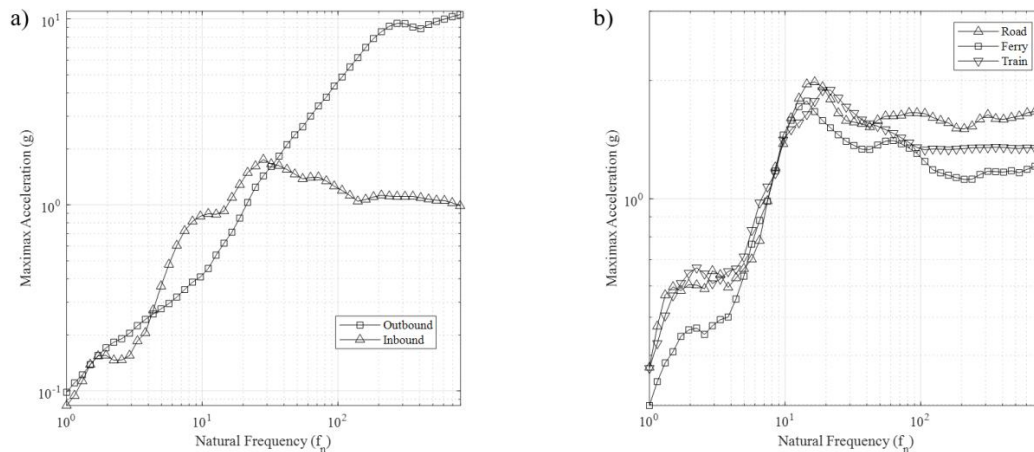 a)
10^1
10^0
10^-1
Maximax Acceleration (g)
Outbound
Inbound
10^0 10^1 10^2
Natural Frequency (f_n)
b)
Road
Ferry
Train
10^0
Maximax Acceleration (g)
10^0 10^1 10^2
Natural Frequency (f_n)